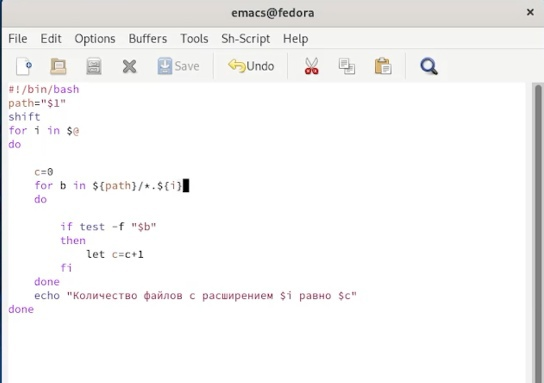 emacs@fedora
×
File Edit Options Buffers Tools Sh-Script Help
Save Undo
#!/bin/bash
path="$1"
shift
for i in $@
do
c=0
for b in ${path}/*.${i}
do
if test -f "$b"
then
let c=c+1
fi
done
echo "Количество файлов с расширением $i равно $c"
done